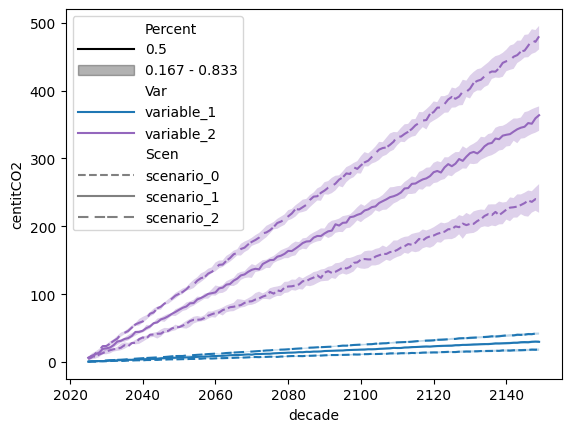 500
400
300
200
100
0
centitCO2
Percent
0.5
0.167 - 0.833
Var
variable_1
variable_2
Scen
scenario_0
scenario_1
scenario_2
2020 2040 2060 2080 2100 2120 2140
decade